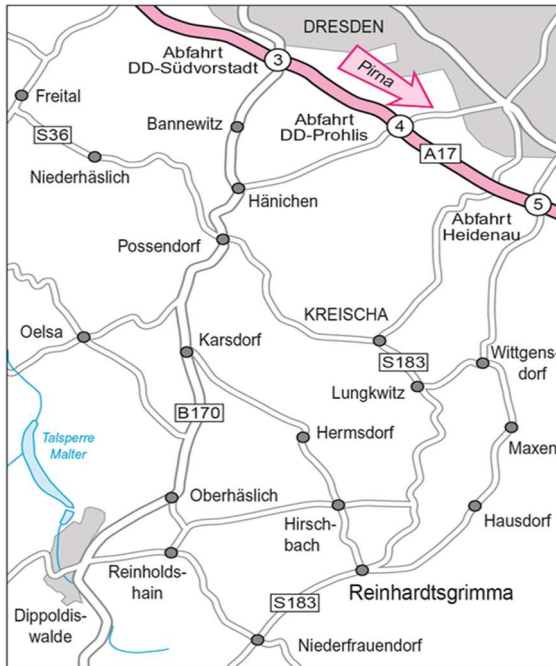 DRESDEN
Abfahrt
DD-Südvorstadt
3
Pirna
Freital
Bannewitz
Abfahrt
DD-Prohlis
4
S36
A17
Niederhäslich
Hänichen
5
Abfahrt
Heidenau
Possendorf
KREISCHA
Oelsa
Karsdorf
S183
Wittgens-
dorf
Lungkwitz
B170
Talsperre
Malter
Hermsdorf
Maxen
Oberhäslich
Hirsch-
bach
Hausdorf
Reinholds-
hain
Reinhardtsgrimma
S183
Dippoldis-
walde
Niederfrauendorf